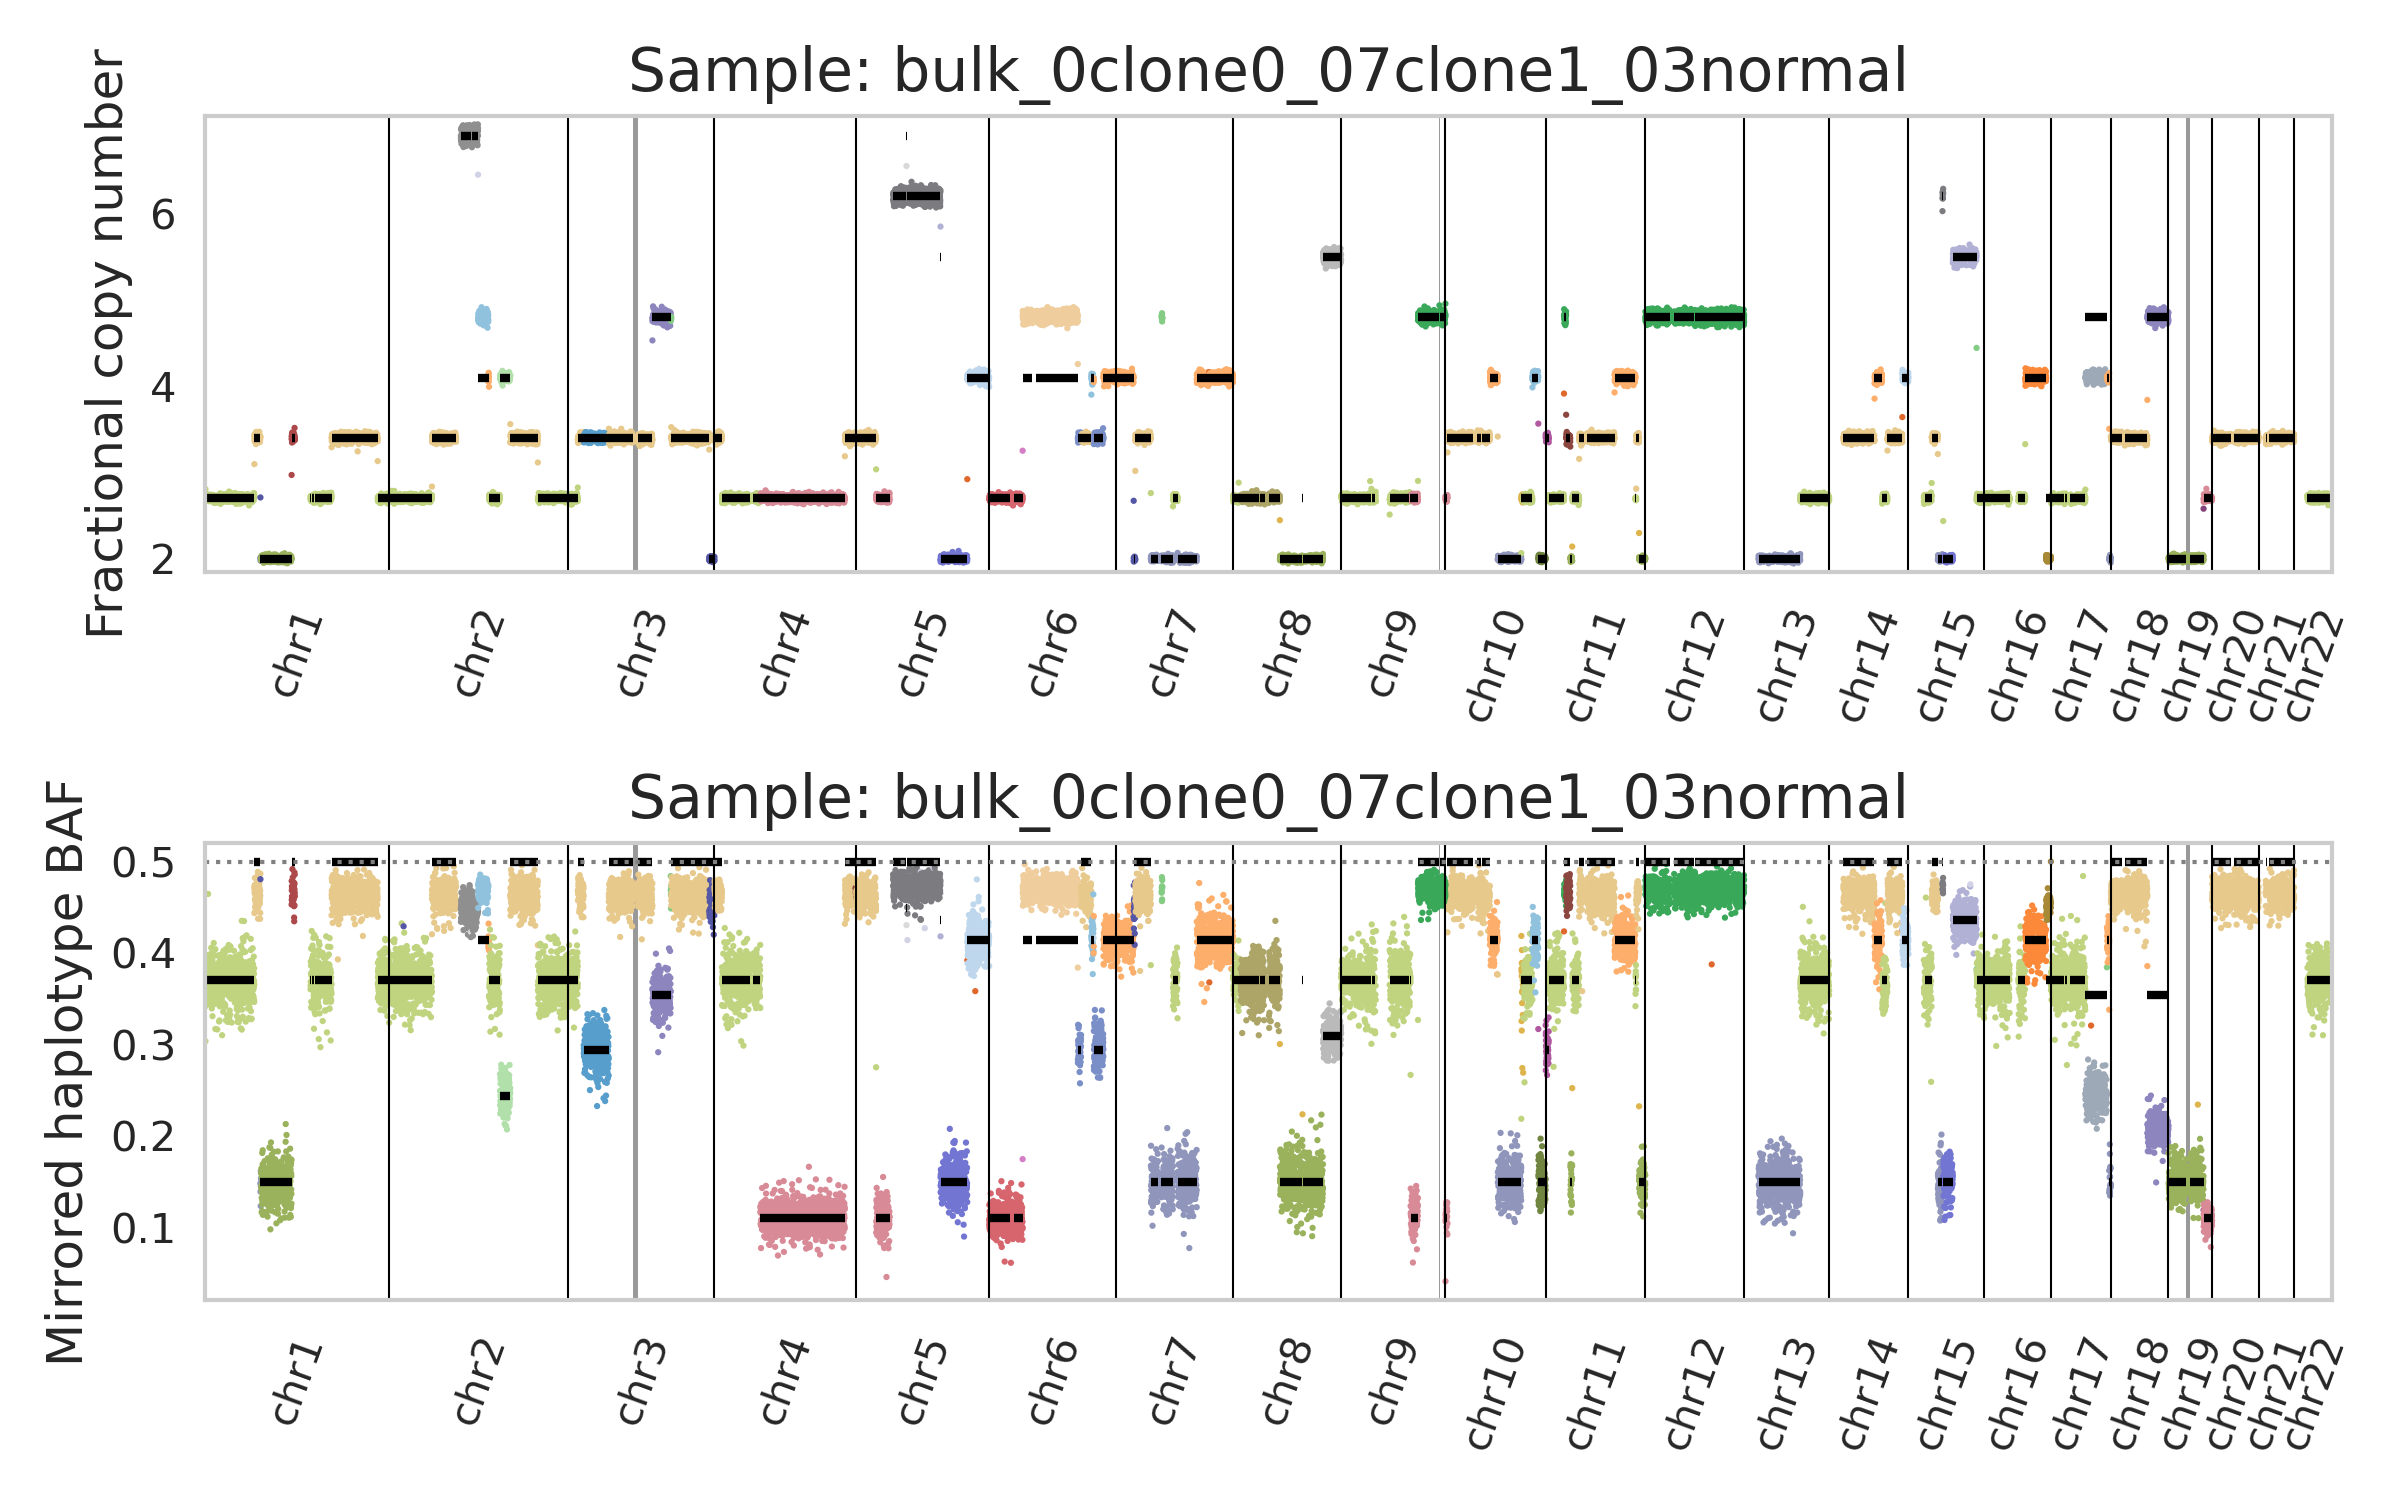 Sample: bulk_0clone0_07clone1_03normal
Fractional copy number
6
4
2
chr1 chr2 chr3 chr4 chr5 chr6 chr7 chr8 chr9 chr10 chr11 chr12 chr13 chr14 chr15 chr16 chr17 chr18 chr19 chr20 chr21 chr22
Sample: bulk_0clone0_07clone1_03normal
Mirrored haplotype BAF
0.5
0.4
0.3
0.2
0.1
chr1 chr2 chr3 chr4 chr5 chr6 chr7 chr8 chr9 chr10 chr11 chr12 chr13 chr14 chr15 chr16 chr17 chr18 chr19 chr20 chr21 chr22